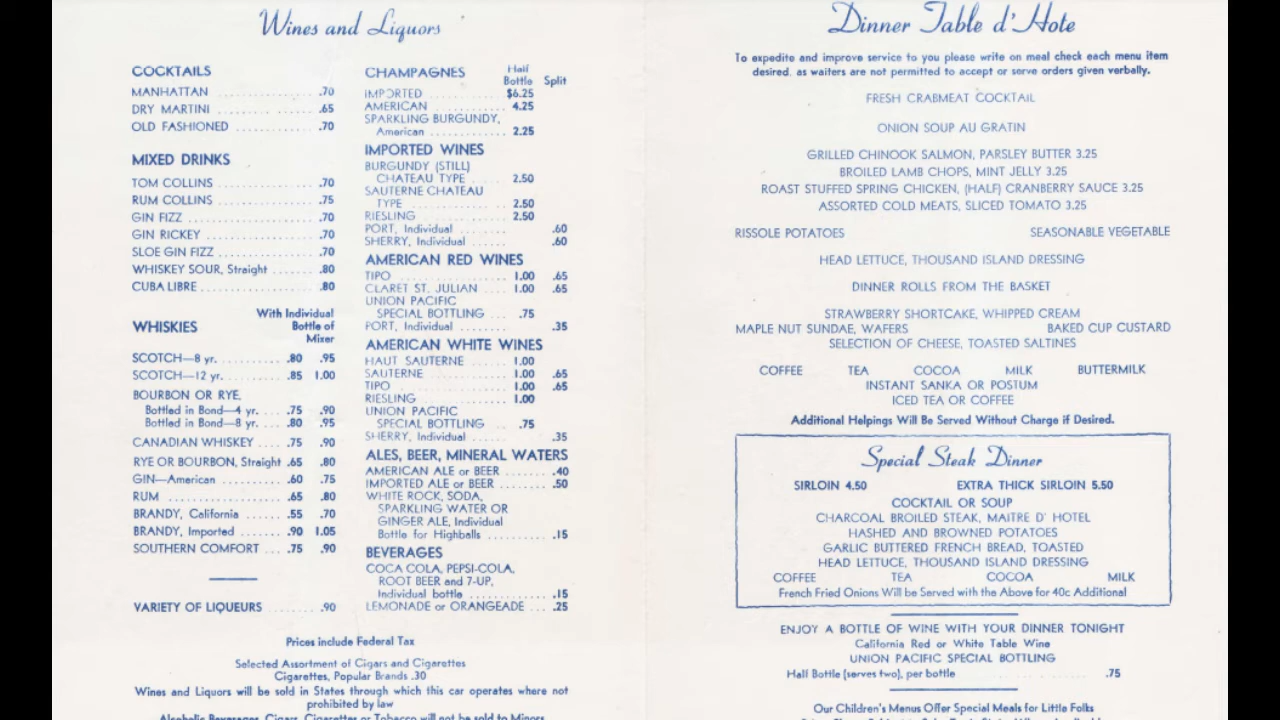 Wines and Liquors
COCKTAILS
MANHATTAN .70
DRY MARTINI .65
OLD FASHIONED .70
MIXED DRINKS
TOM COLLINS .70
RUM COLLINS .75
GIN FIZZ .70
GIN RICKEY .70
SLOE GIN FIZZ .70
WHISKEY SOUR, Straight .80
CUBA LIBRE .80
With Individual
WHISKIES Bottle of
Mixer
SCOTCH—8 yr. .80 .95
SCOTCH—12 yr. .85 1.00
BOURBON OR RYE,
Bottled in Bond—4 yr. .75 .90
Bottled in Bond—8 yr. .80 .95
CANADIAN WHISKEY .75 .90
RYE OR BOURBON, Straight .65 .80
GIN—American .60 .75
RUM .65 .80
BRANDY, California .55 .70
BRANDY, Imported .90 1.05
SOUTHERN COMFORT .75 .90
VARIETY OF LIQUEURS .90
Half
CHAMPAGNES Bottle Split
IMPORTED $6.25
AMERICAN 4.25
SPARKLING BURGUNDY,
American 2.25
IMPORTED WINES
BURGUNDY (STILL)
CHATEAU TYPE 2.50
SAUTERNE CHATEAU
TYPE 2.50
RIESLING 2.50
PORT, Individual .60
SHERRY, Individual .60
AMERICAN RED WINES
TIPO 1.00 .65
CLARET ST. JULIAN 1.00 .65
UNION PACIFIC
SPECIAL BOTTLING .75
PORT, Individual .35
AMERICAN WHITE WINES
HAUT SAUTERNE 1.00
SAUTERNE 1.00 .65
TIPO 1.00 .65
RIESLING 1.00
UNION PACIFIC
SPECIAL BOTTLING .75
SHERRY, Individual .35
ALES, BEER, MINERAL WATERS
AMERICAN ALE or BEER .40
IMPORTED ALE or BEER .50
WHITE ROCK, SODA,
SPARKLING WATER OR
GINGER ALE, Individual
Bottle for Highballs .15
BEVERAGES
COCA COLA, PEPSI-COLA,
ROOT BEER and 7-UP,
Individual bottle .15
LEMONADE or ORANGEADE .25
Prices include Federal Tax
Selected Assortment of Cigars and Cigarettes
Cigarettes, Popular Brands .30
Wines and Liquors will be sold in States through which this car operates where not
prohibited by law
Alcoholic Beverages, Cigars, Cigarettes or Tobacco will not be sold to Minors
Dinner Table d' Hote
To expedite and improve service to you please write on meal check each menu item
desired, as waiters are not permitted to accept or serve orders given verbally.
FRESH CRABMEAT COCKTAIL
ONION SOUP AU GRATIN
GRILLED CHINOOK SALMON, PARSLEY BUTTER 3.25
BROILED LAMB CHOPS, MINT JELLY 3.25
ROAST STUFFED SPRING CHICKEN, (HALF) CRANBERRY SAUCE 3.25
ASSORTED COLD MEATS, SLICED TOMATO 3.25
RISSOLE POTATOES SEASONABLE VEGETABLE
HEAD LETTUCE, THOUSAND ISLAND DRESSING
DINNER ROLLS FROM THE BASKET
STRAWBERRY SHORTCAKE, WHIPPED CREAM
MAPLE NUT SUNDAE, WAFERS BAKED CUP CUSTARD
SELECTION OF CHEESE, TOASTED SALTINES
COFFEE TEA COCOA MILK BUTTERMILK
INSTANT SANKA OR POSTUM
ICED TEA OR COFFEE
Additional Helpings Will Be Served Without Charge if Desired.
Special Steak Dinner
SIRLOIN 4.50 EXTRA THICK SIRLOIN 5.50
COCKTAIL OR SOUP
CHARCOAL BROILED STEAK, MAITRE D' HOTEL
HASHED AND BROWNED POTATOES
GARLIC BUTTERED FRENCH BREAD, TOASTED
HEAD LETTUCE, THOUSAND ISLAND DRESSING
COFFEE TEA COCOA MILK
French Fried Onions Will be Served with the Above for 40c Additional
ENJOY A BOTTLE OF WINE WITH YOUR DINNER TONIGHT
California Red or White Table Wine
UNION PACIFIC SPECIAL BOTTLING
Half Bottle (serves two), per bottle .75
Our Children's Menus Offer Special Meals for Little Folks